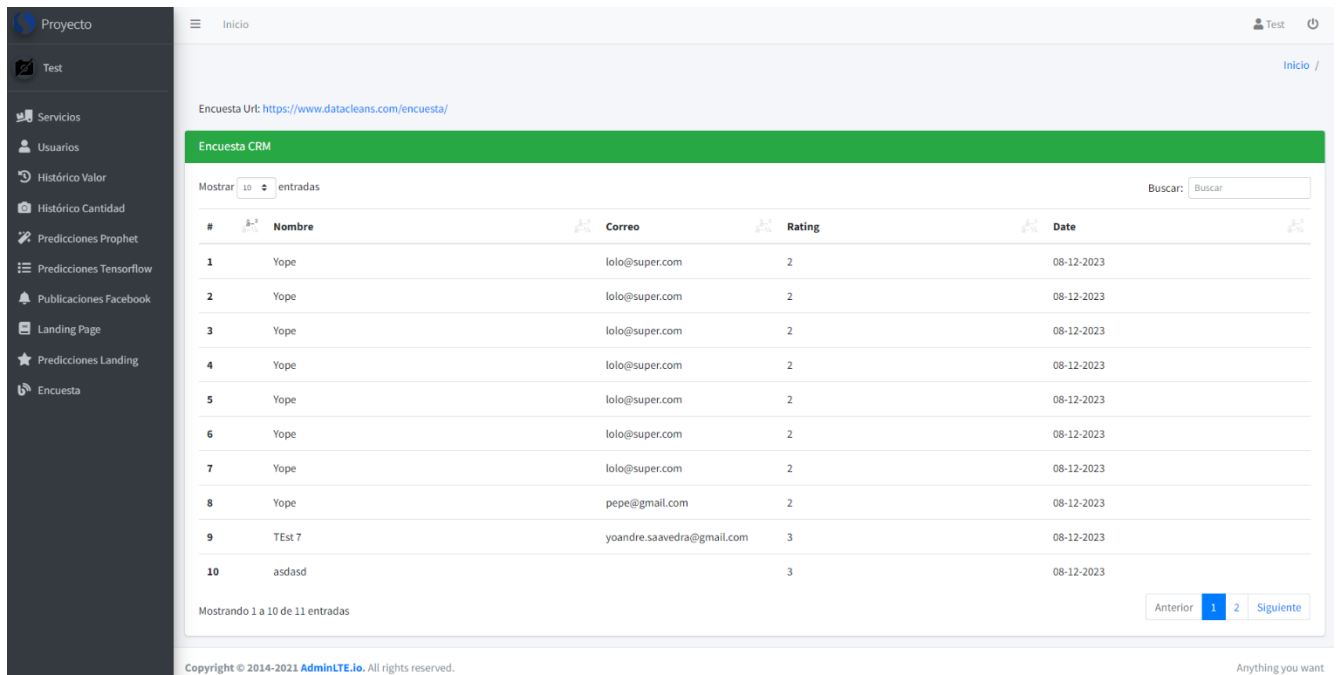 Proyecto
Inicio
Test
Test
Inicio /
Servicios
Usuarios
Histórico Valor
Histórico Cantidad
Predicciones Prophet
Predicciones Tensorflow
Publicaciones Facebook
Landing Page
Predicciones Landing
Encuesta
Encuesta Url: https://www.datacleans.com/encuesta/
Encuesta CRM
Mostrar 10 entradas
Buscar: Buscar
# Nombre Correo Rating Date
1 Yope lolo@super.com 2 08-12-2023
2 Yope lolo@super.com 2 08-12-2023
3 Yope lolo@super.com 2 08-12-2023
4 Yope lolo@super.com 2 08-12-2023
5 Yope lolo@super.com 2 08-12-2023
6 Yope lolo@super.com 2 08-12-2023
7 Yope lolo@super.com 2 08-12-2023
8 Yope pepe@gmail.com 2 08-12-2023
9 TEst 7 yoandre.saavedra@gmail.com 3 08-12-2023
10 asdasd 3 08-12-2023
Mostrando 1 a 10 de 11 entradas
Anterior 1 2 Siguiente
Copyright © 2014-2021 AdminLTE.io. All rights reserved.
Anything you want